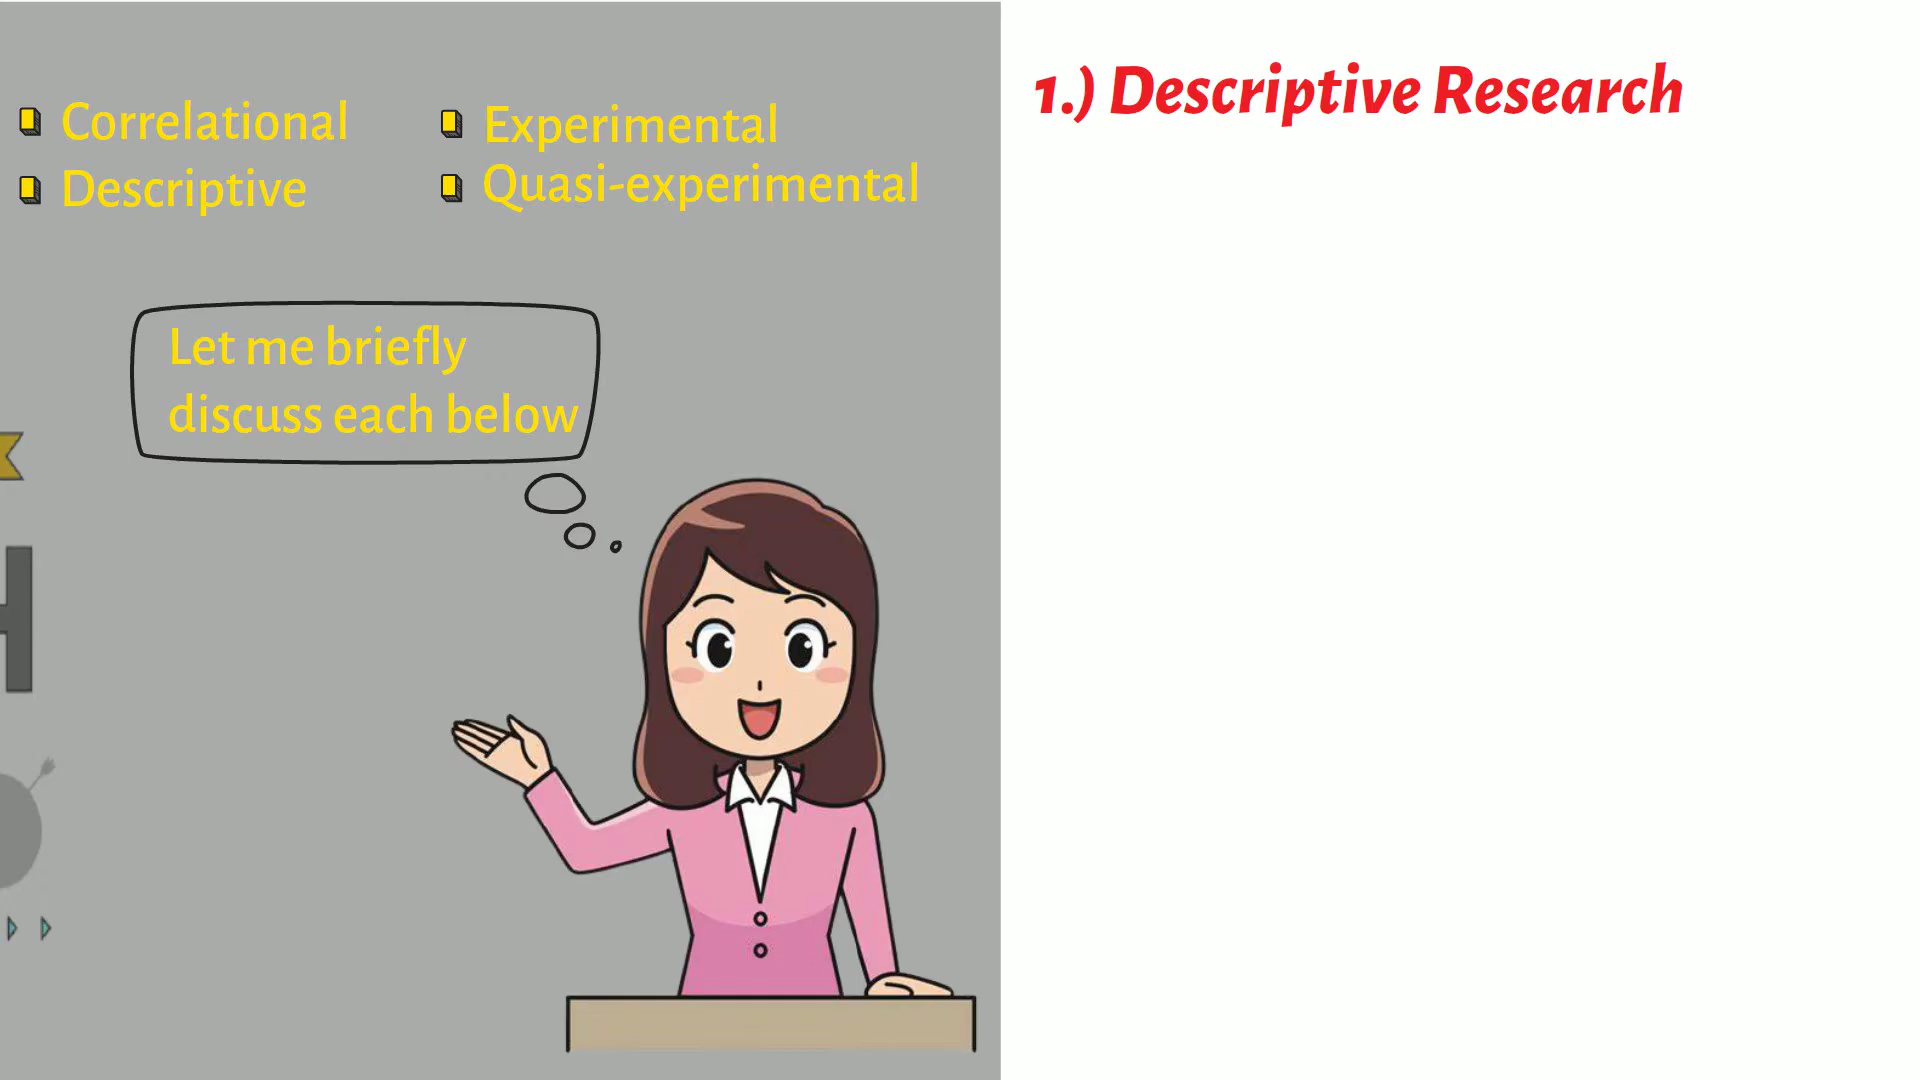 Correlational
Descriptive
Experimental
Quasi-experimental
Let me briefly
discuss each below
H
1.) Descriptive Research